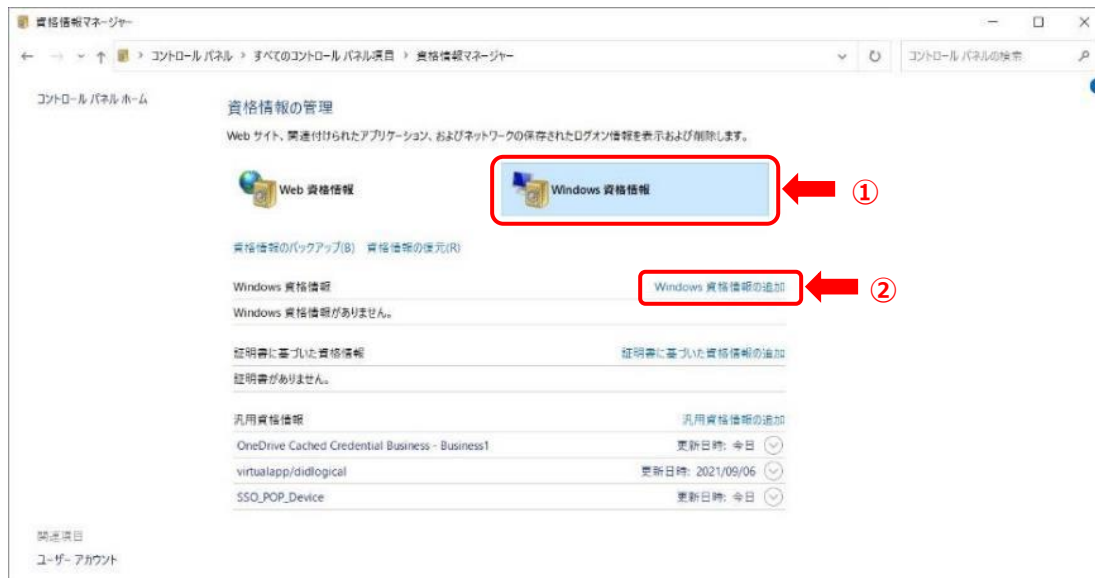 資格情報マネージャー
コントロール パネル > すべてのコントロール パネル項目 > 資格情報マネージャー
コントロール パネルの検索
コントロール パネル ホーム
資格情報の管理
Web サイト、関連付けられたアプリケーション、およびネットワークの保存されたログオン情報を表示および削除します。
Web 資格情報
Windows 資格情報
①
資格情報のバックアップ(B) 資格情報の復元(R)
Windows 資格情報 Windows 資格情報の追加
②
Windows 資格情報がありません。
証明書に基づいた資格情報 証明書に基づいた資格情報の追加
証明書がありません。
汎用資格情報 汎用資格情報の追加
OneDrive Cached Credential Business - Business1 更新日時: 今日
virtualapp/didlogical 更新日時: 2021/09/06
SSO_POP_Device 更新日時: 今日
関連項目
ユーザー アカウント